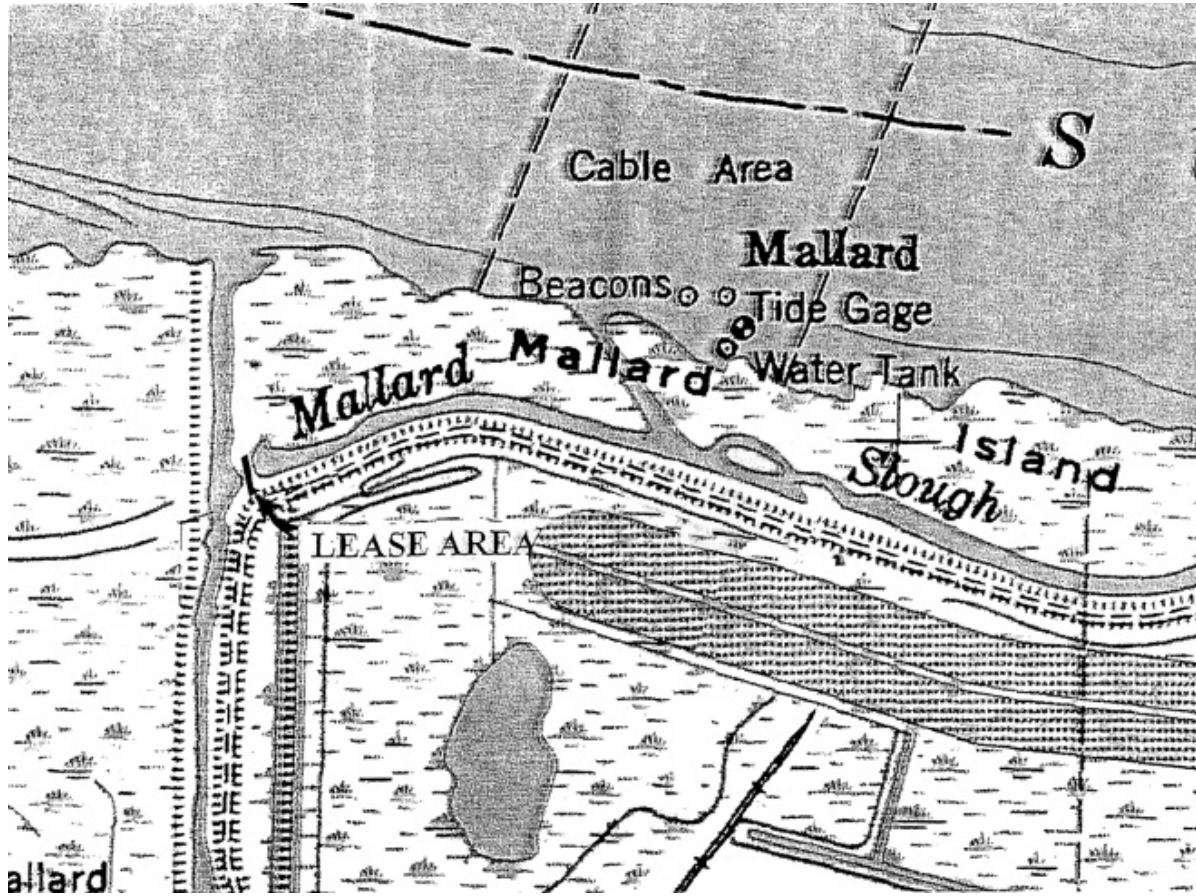 S
Cable Area
Mallard
Beacons
Tide Gage
Water Tank
Mallard
Mallard
Island
Slough
LEASE AREA
allard